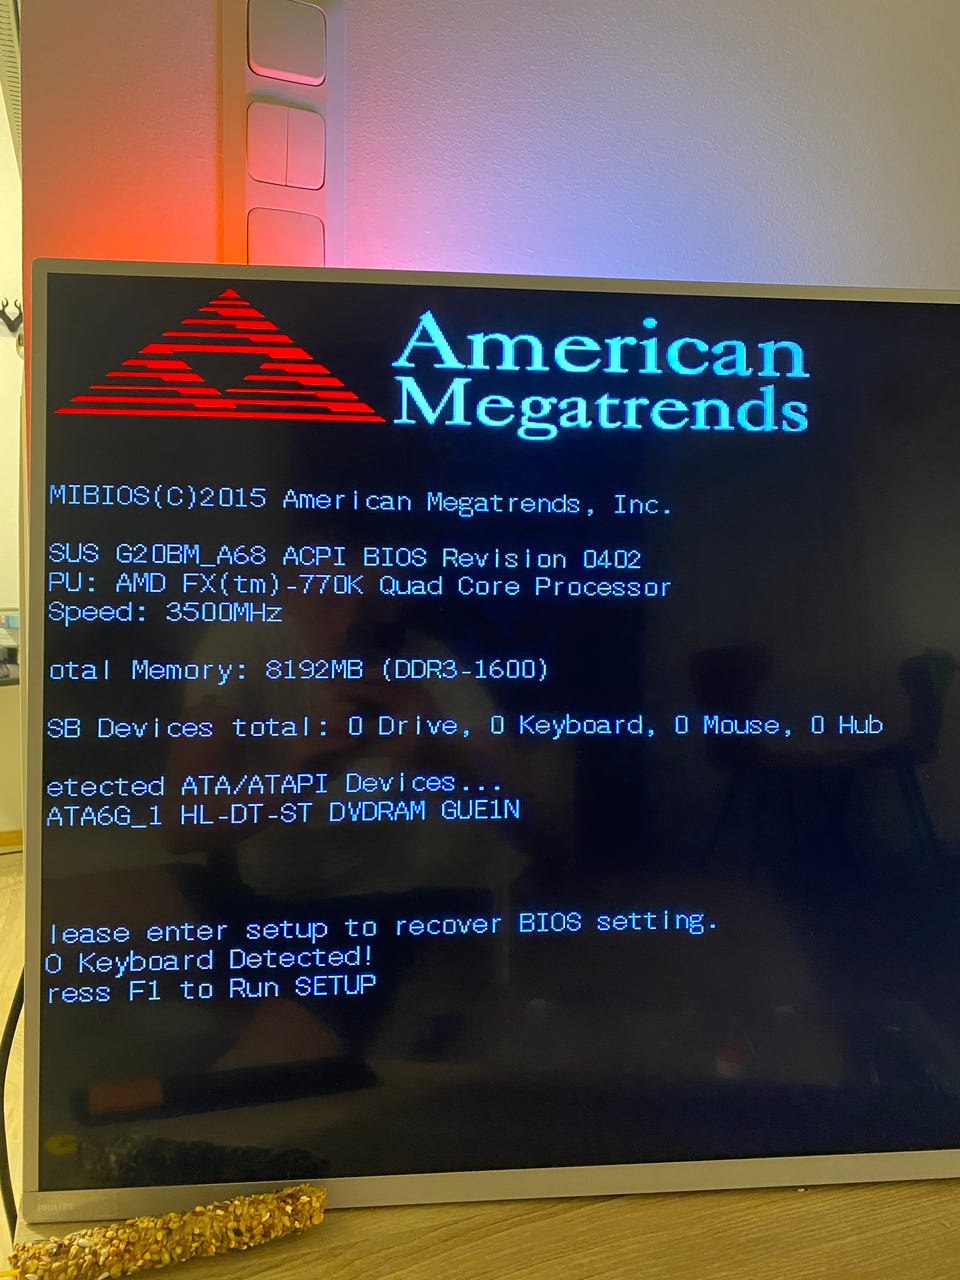 American
Megatrends
MIBIOS(C)2015 American Megatrends, Inc.
SUS G20BM_A68 ACPI BIOS Revision 0402
PU: AMD FX(tm)-770K Quad Core Processor
Speed: 3500MHz
otal Memory: 8192MB (DDR3-1600)
SB Devices total: 0 Drive, 0 Keyboard, 0 Mouse, 0 Hub
etected ATA/ATAPI Devices...
ATA6G_1 HL-DT-ST DVDRAM GUE1N
lease enter setup to recover BIOS setting.
O Keyboard Detected!
ress F1 to Run SETUP
PHILIPS